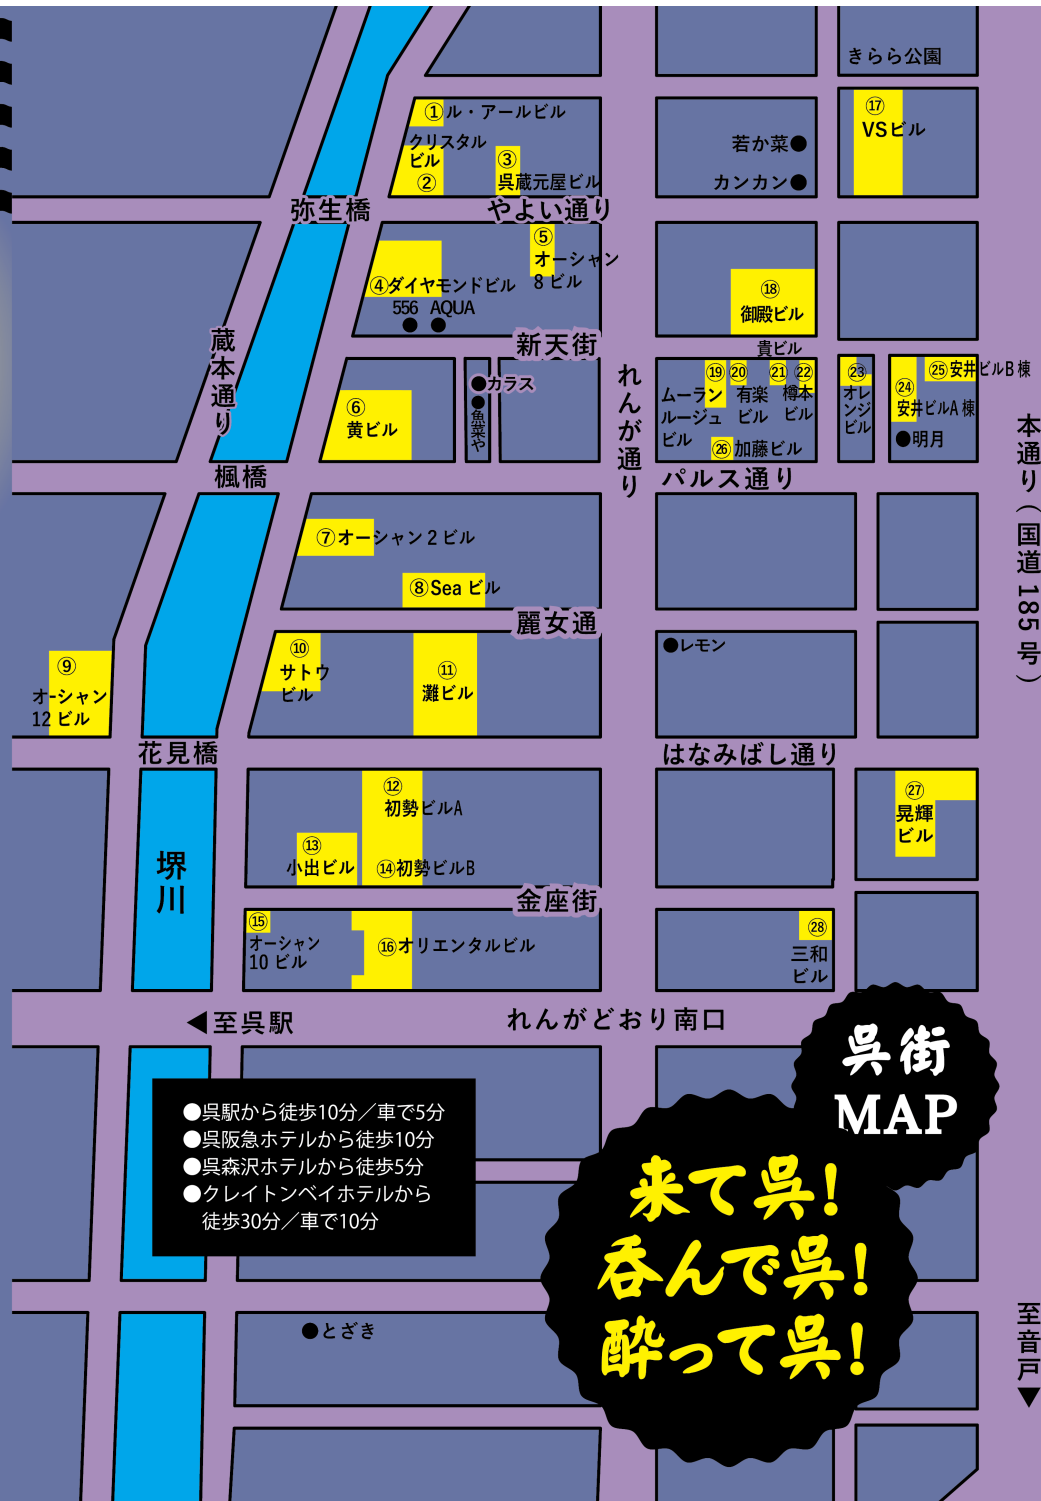 きらら公園
①ル・アールビル
クリスタル
ビル
②
③
呉蔵元屋ビル
⑰
VSビル
若か菜●
カンカン●
弥生橋
やよい通り
⑤
オーシャン
8 ビル
④ダイヤモンドビル
556 AQUA
⑱
御殿ビル
蔵本通り
新天街
貴ビル
れんが通り
●カラス
●魚菜や
⑥
黄ビル
⑲
ムーラン
ルージュ
ビル
⑳
有楽
ビル
㉑
㉒
樽本
ビル
㉓
オレンジビル
㉔
安井ビルA 棟
㉕安井ビルB 棟
●明月
㉖加藤ビル
本通り（国道 185 号）
楓橋
パルス通り
⑦オーシャン 2 ビル
⑧Sea ビル
麗女通
⑨
オーシャン
12 ビル
⑩
サトウ
ビル
⑪
灘ビル
●レモン
花見橋
はなみばし通り
⑫
初勢ビルA
⑬
小出ビル
⑭初勢ビルB
㉗
晃輝
ビル
堺川
金座街
⑮
オーシャン
10 ビル
⑯オリエンタルビル
㉘
三和
ビル
◀至呉駅
れんがどおり南口
呉街
MAP
●呉駅から徒歩10分／車で5分
●呉阪急ホテルから徒歩10分
●呉森沢ホテルから徒歩5分
●クレイトンベイホテルから
徒歩30分／車で10分
来て呉!
呑んで呉!
酔って呉!
●とざき
至音戸▼